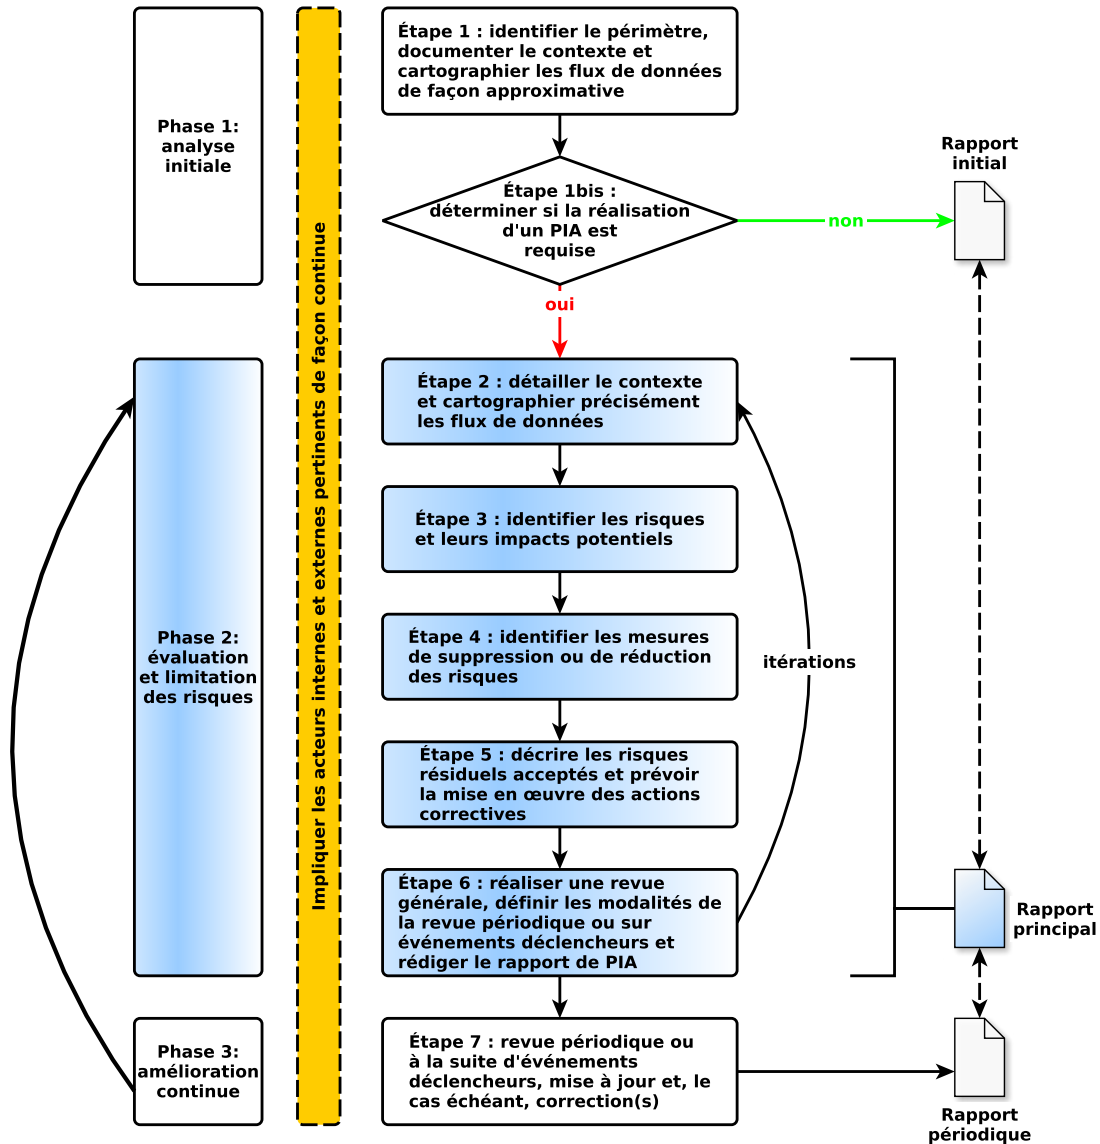 Étape 1 : identifier le périmètre,
documenter le contexte et
cartographier les flux de données
de façon approximative
Phase 1:
analyse
initiale
Rapport
initial
Étape 1bis :
déterminer si la réalisation
d'un PIA est
requise
non
oui
Impliquer les acteurs internes et externes pertinents de façon continue
Étape 2 : détailler le contexte
et cartographier précisément
les flux de données
Étape 3 : identifier les risques
et leurs impacts potentiels
Phase 2:
évaluation
et limitation
des risques
Étape 4 : identifier les mesures
de suppression ou de réduction
des risques
itérations
Étape 5 : décrire les risques
résiduels acceptés et prévoir
la mise en œuvre des actions
correctives
Étape 6 : réaliser une revue
générale, définir les modalités de
la revue périodique ou sur
événements déclencheurs et
rédiger le rapport de PIA
Rapport
principal
Phase 3:
amélioration
continue
Étape 7 : revue périodique ou
à la suite d'événements
déclencheurs, mise à jour et, le
cas échéant, correction(s)
Rapport
périodique